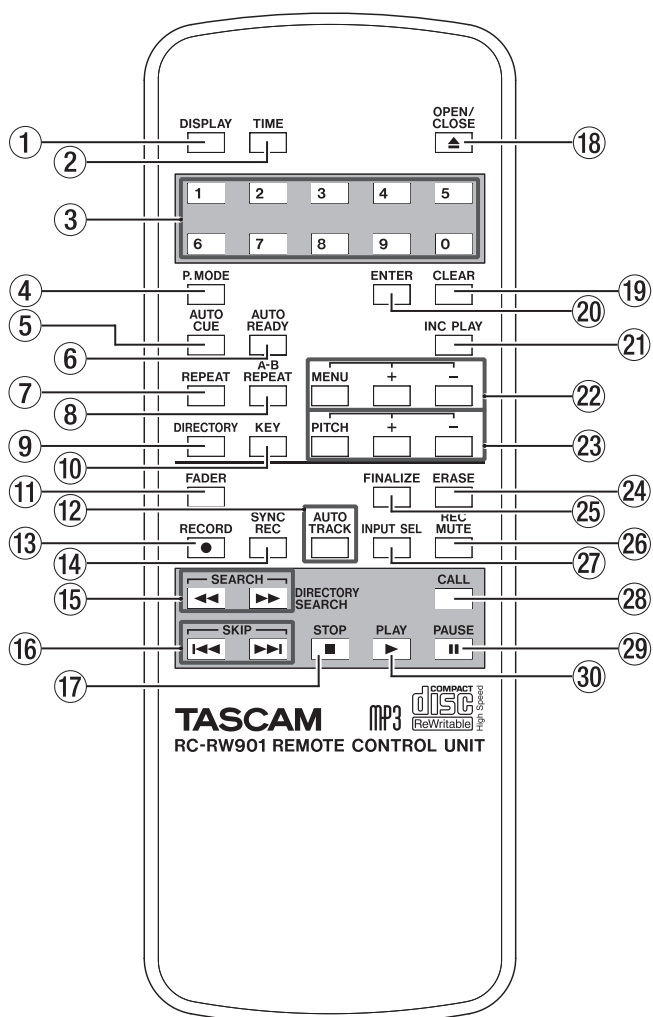 DISPLAY TIME OPEN/CLOSE
1 2 18
1 2 3 4 5
3
6 7 8 9 0
P.MODE ENTER CLEAR
4 20 19
AUTO CUE AUTO READY INC PLAY
5 6 21
REPEAT A-B REPEAT MENU + −
7 8 22
DIRECTORY KEY PITCH + −
9 10 23
FADER FINALIZE ERASE
11 25 24
12
RECORD SYNC REC AUTO TRACK INPUT SEL REC MUTE
13 14 27 26
SEARCH DIRECTORY SEARCH CALL
15 28
SKIP STOP PLAY PAUSE
16 17 30 29
TASCAM MP3 COMPACT disc ReWritable High Speed
RC-RW901 REMOTE CONTROL UNIT